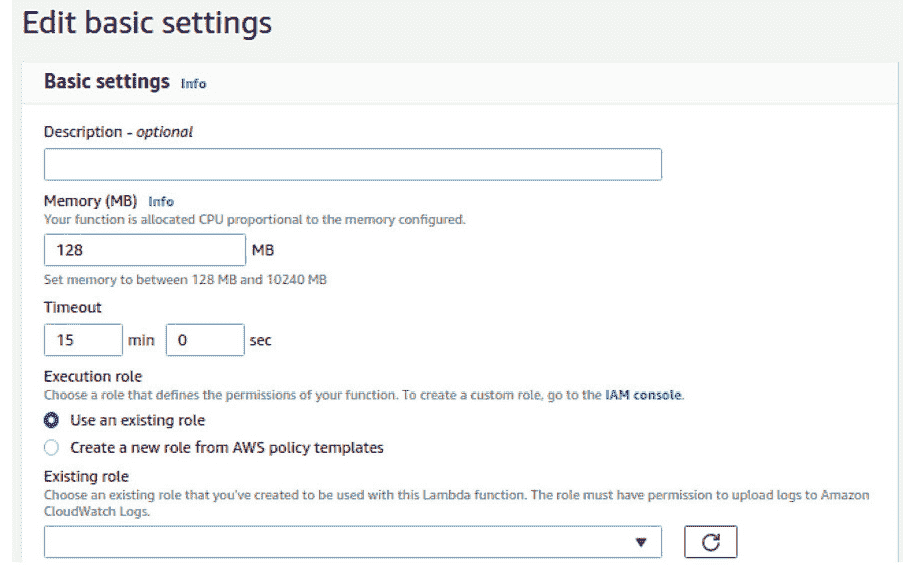 Edit basic settings
Basic settings Info
Description - optional
Memory (MB) Info
Your function is allocated CPU proportional to the memory configured.
128 MB
Set memory to between 128 MB and 10240 MB
Timeout
15 min 0 sec
Execution role
Choose a role that defines the permissions of your function. To create a custom role, go to the IAM console.
Use an existing role
Create a new role from AWS policy templates
Existing role
Choose an existing role that you've created to be used with this Lambda function. The role must have permission to upload logs to Amazon
CloudWatch Logs.